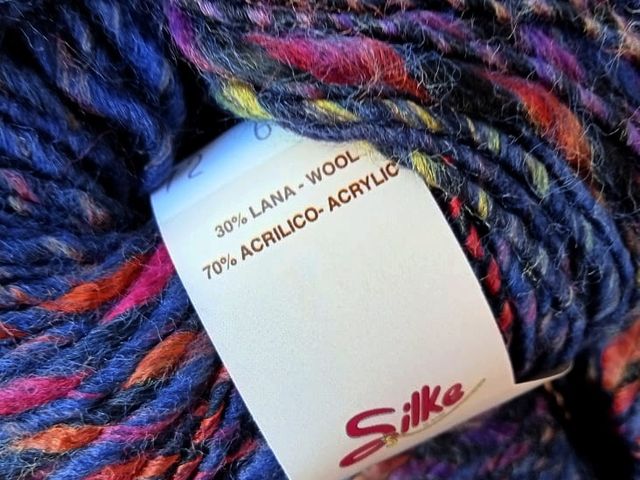 30% LANA - WOOL
70% ACRILICO- ACRYLIC
Silke